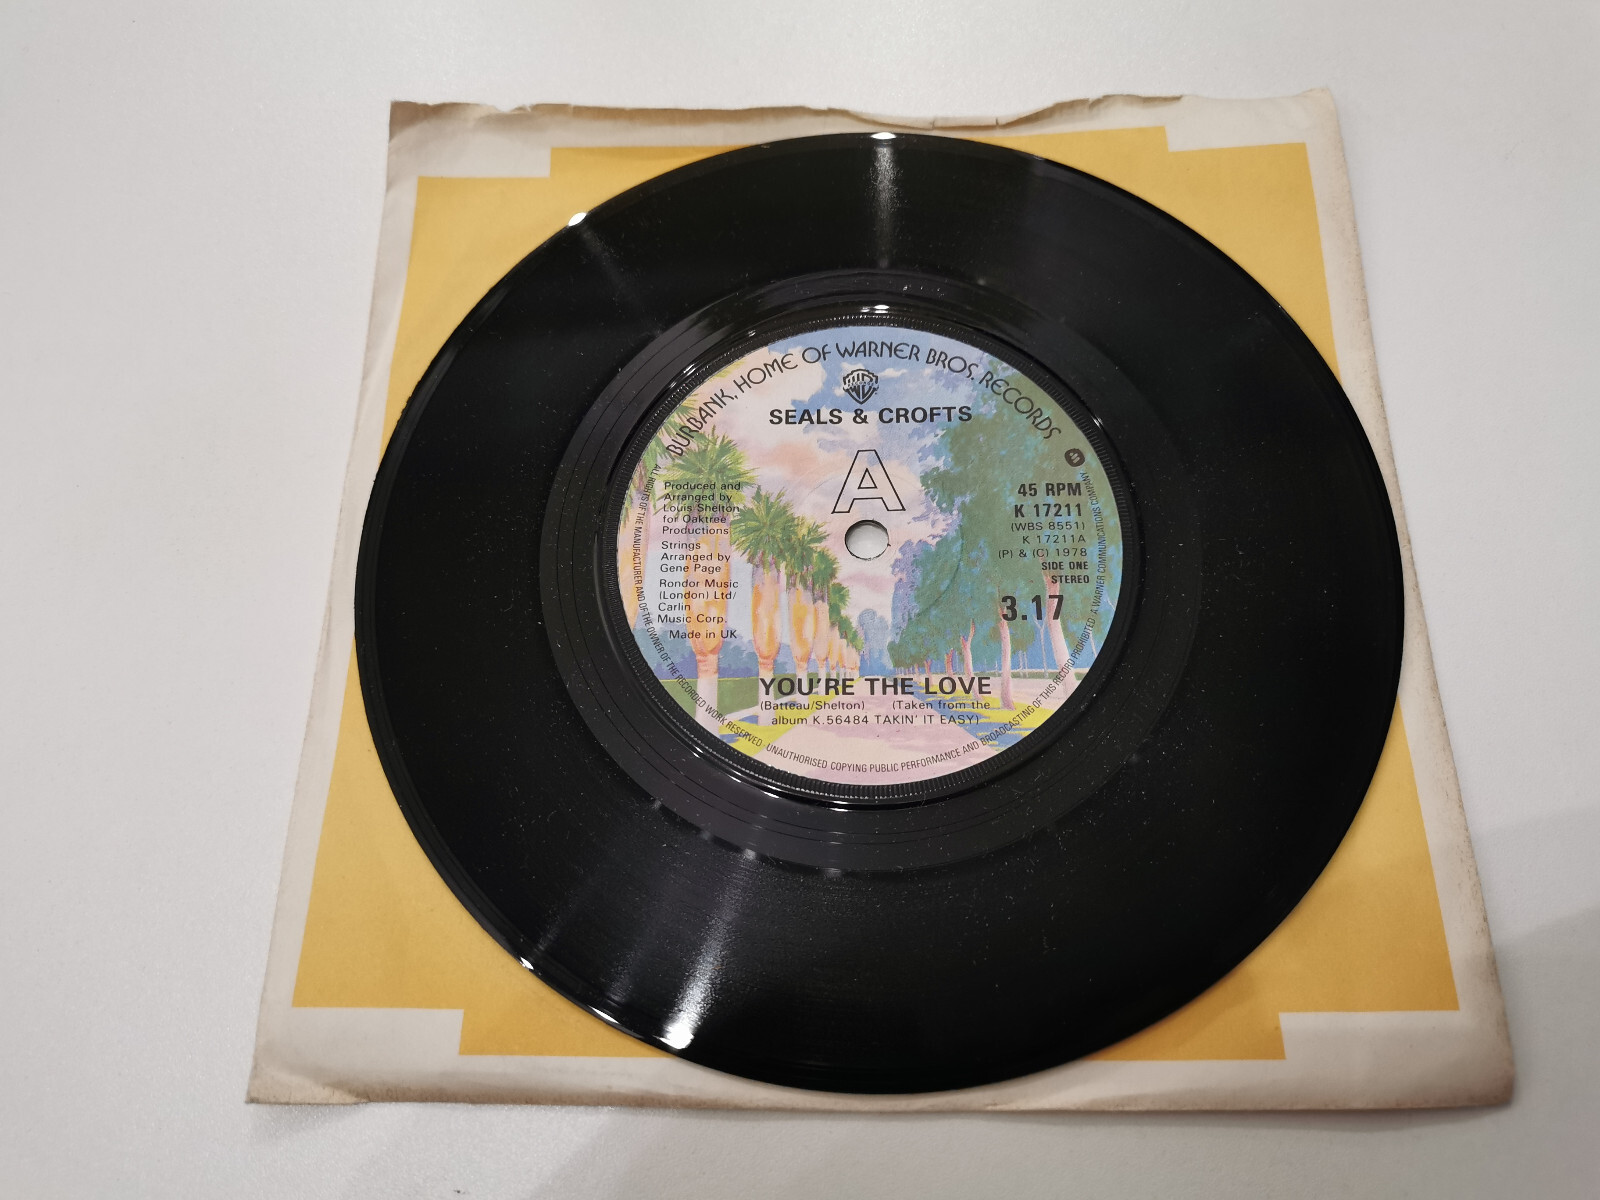 BURBANK, HOME OF WARNER BROS. RECORDS
SEALS & CROFTS
A
Produced and
Arranged by
Louis Shelton
for Oaktree
Productions
Strings
Arranged by
Gene Page
Rondor Music
(London) Ltd/
Carlin
Music Corp.
Made in UK
45 RPM
K 17211
(WBS 8551)
K 17211A
(P) & (C) 1978
SIDE ONE
STEREO
3.17
YOU'RE THE LOVE
(Batteau/Shelton) (Taken from the
album K.56484 TAKIN' IT EASY)
ALL RIGHTS OF THE MANUFACTURER AND OF THE OWNER OF THE RECORDED WORK RESERVED UNAUTHORISED COPYING PUBLIC PERFORMANCE AND BROADCASTING OF THIS RECORD PROHIBITED · A WARNER COMMUNICATIONS COMPANY